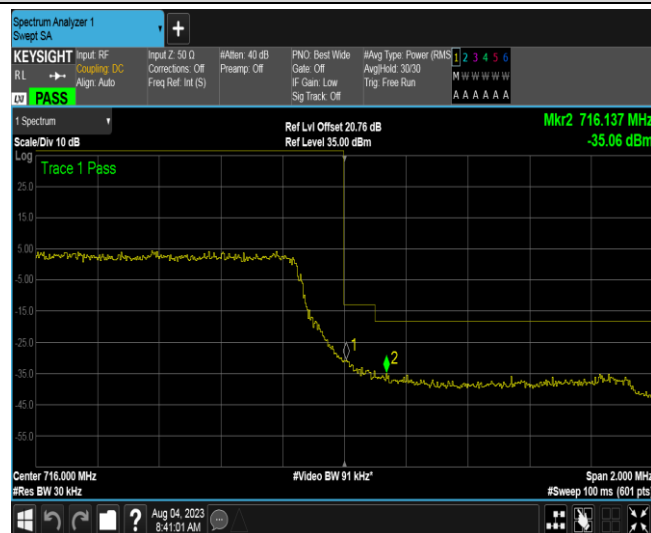 Spectrum Analyzer 1
Swept SA
+
KEYSIGHT
RL
LXI PASS
Input: RF
Coupling: DC
Align: Auto
Input Z: 50 Ω
Corrections: Off
Freq Ref: Int (S)
#Atten: 40 dB
Preamp: Off
PNO: Best Wide
Gate: Off
IF Gain: Low
Sig Track: Off
#Avg Type: Power (RMS
Avg|Hold: 30/30
Trig: Free Run
1 2 3 4 5 6
M W W W W W
A A A A A A
1 Spectrum
Scale/Div 10 dB
Log
Ref Lvl Offset 20.76 dB
Ref Level 35.00 dBm
Mkr2 716.137 MHz
-35.06 dBm
Trace 1 Pass
25.0
15.0
5.00
-5.00
-15.0
-25.0
-35.0
-45.0
-55.0
1
2
Center 716.000 MHz
#Res BW 30 kHz
#Video BW 91 kHz*
Span 2.000 MHz
#Sweep 100 ms (601 pts)
?
Aug 04, 2023
8:41:01 AM